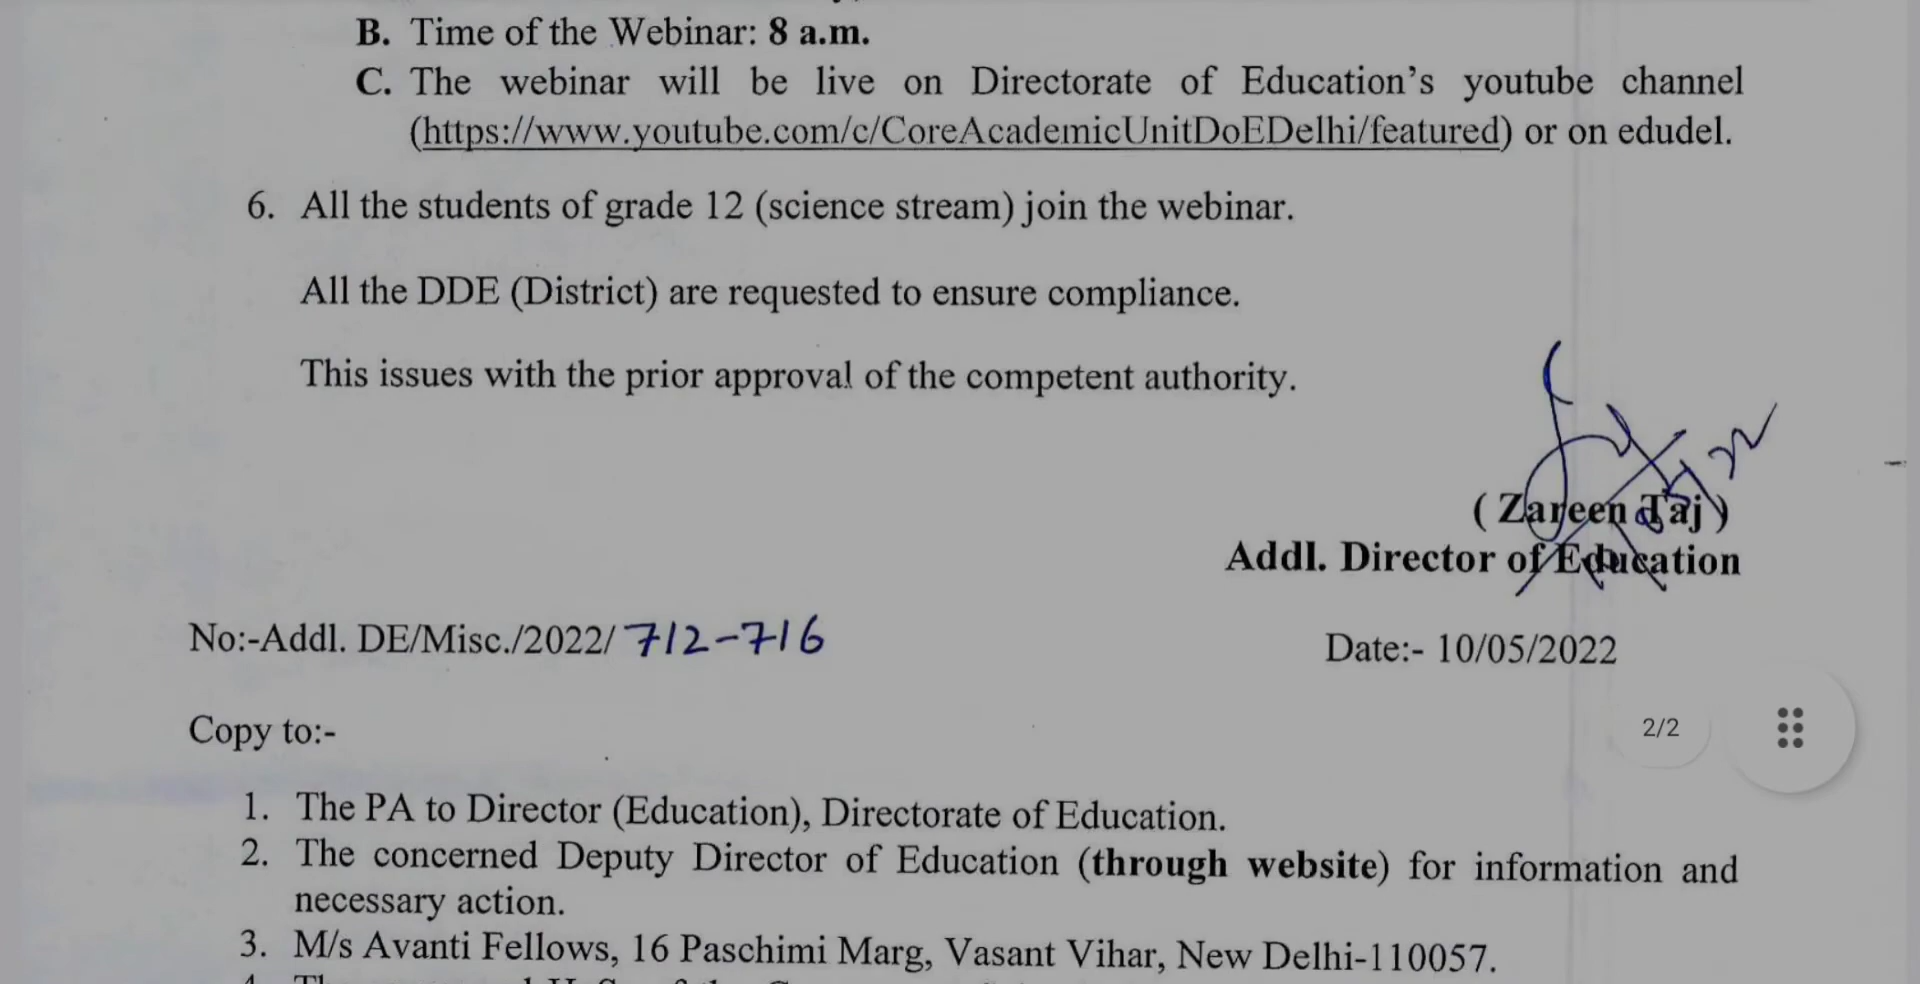 B. Time of the Webinar: 8 a.m.
C. The webinar will be live on Directorate of Education’s youtube channel
(https://www.youtube.com/c/CoreAcademicUnitDoEDelhi/featured) or on edudel.
6. All the students of grade 12 (science stream) join the webinar.
All the DDE (District) are requested to ensure compliance.
This issues with the prior approval of the competent authority.
( Zareen Taj )
Addl. Director of Education
No:-Addl. DE/Misc./2022/ 712-716
Date:- 10/05/2022
Copy to:-
2/2
1. The PA to Director (Education), Directorate of Education.
2. The concerned Deputy Director of Education (through website) for information and
necessary action.
3. M/s Avanti Fellows, 16 Paschimi Marg, Vasant Vihar, New Delhi-110057.